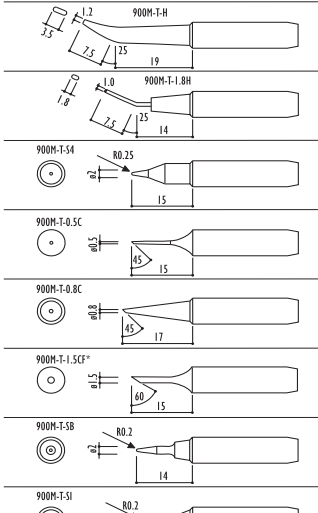 900M-T-H
1.2
3.5
7.5
25
19
900M-T-1.8H
1.0
1.8
7.5
25
14
900M-T-S4
R0.25
ø2
15
900M-T-0.5C
ø0.5
45
15
900M-T-0.8C
ø0.8
45
17
900M-T-1.5CF*
ø1.5
60
15
900M-T-SB
R0.2
ø2
14
900M-T-SI
R0.2